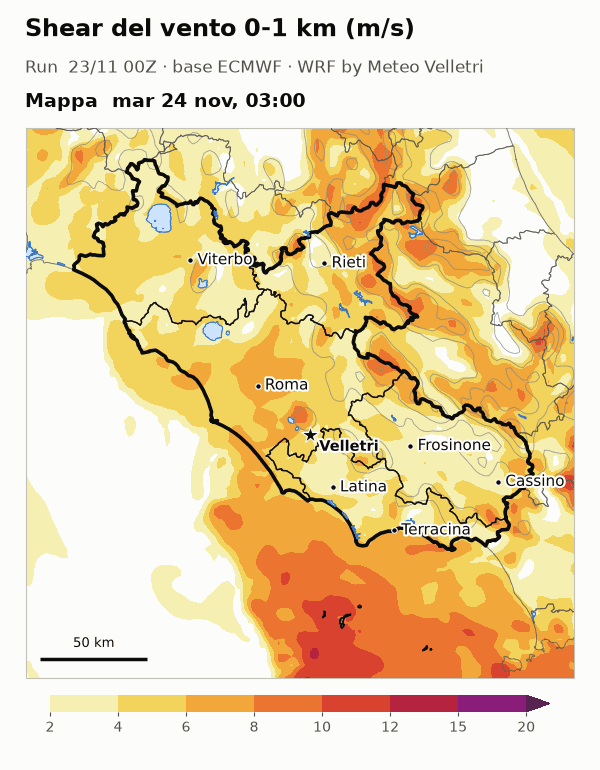 Shear del vento 0-1 km (m/s)
Run 23/11 00Z · base ECMWF · WRF by Meteo Velletri
Mappa mar 24 nov, 03:00
Viterbo
Rieti
Roma
Velletri
Frosinone
Latina
Cassino
Terracina
50 km
2 4 6 8 10 12 15 20